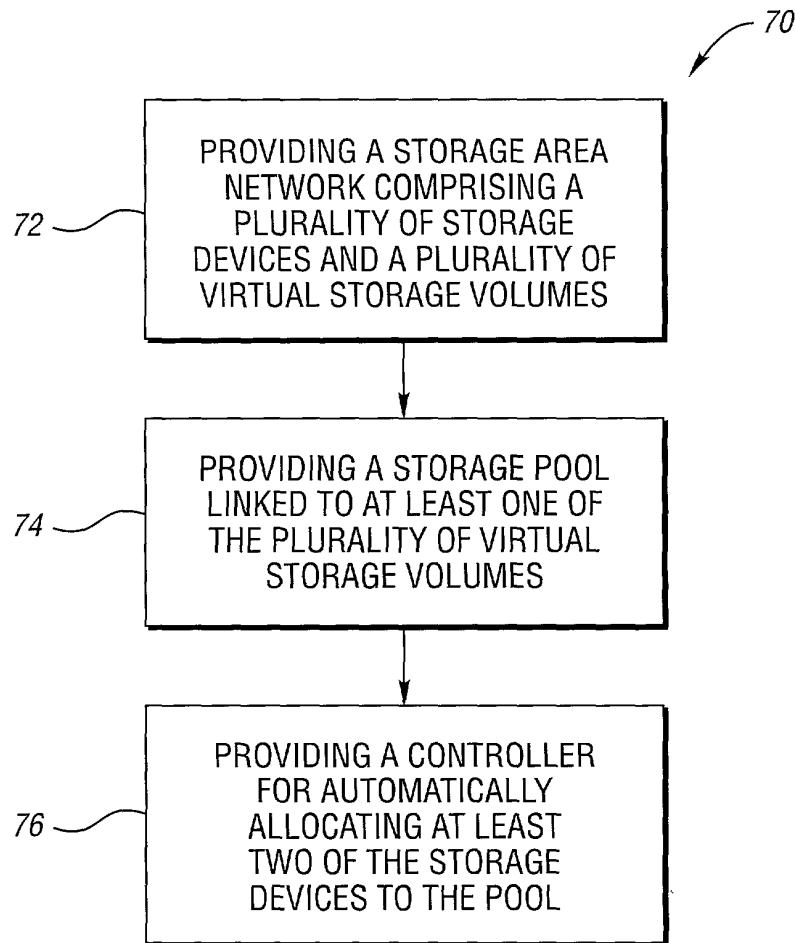 70
72
PROVIDING A STORAGE AREA
NETWORK COMPRISING A
PLURALITY OF STORAGE
DEVICES AND A PLURALITY OF
VIRTUAL STORAGE VOLUMES
74
PROVIDING A STORAGE POOL
LINKED TO AT LEAST ONE OF
THE PLURALITY OF VIRTUAL
STORAGE VOLUMES
76
PROVIDING A CONTROLLER
FOR AUTOMATICALLY
ALLOCATING AT LEAST
TWO OF THE STORAGE
DEVICES TO THE POOL